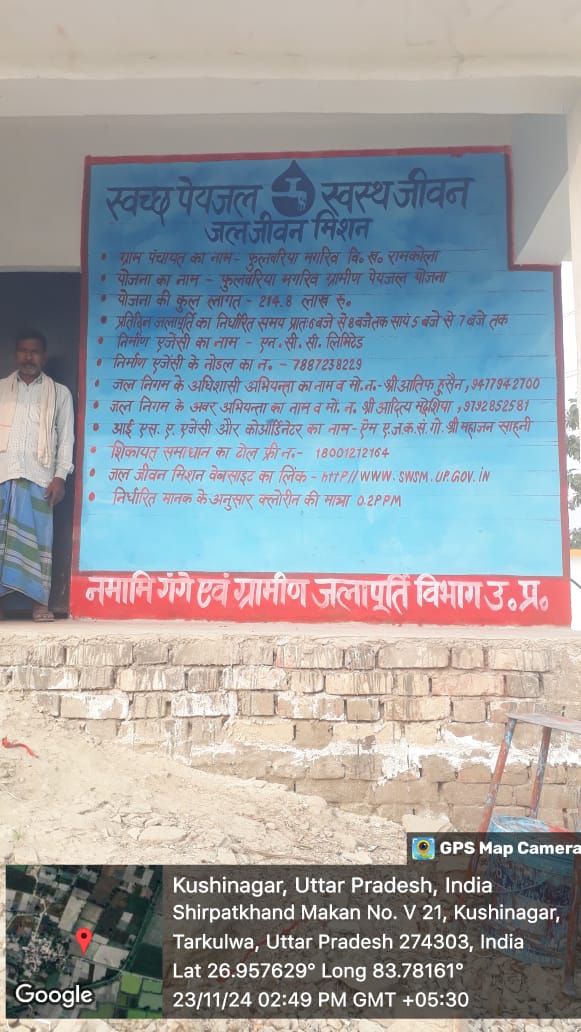 स्वच्छ पेयजल स्वस्थ जीवन
जल जीवन मिशन
• ग्राम पंचायत का नाम- फुलवरिया मगरिब वि.ख. रामकोला
• योजना का नाम - फुलवरिया मगरिब ग्रामीण पेयजल योजना
• योजना की कुल लागत - 214.8 लाख रु.
• प्रतिदिन जलापूर्ति का निर्धारित समय प्रातः 6 बजे से 8 बजे तक सायं 5 बजे से 7 बजे तक
• निर्माण एजेंसी का नाम - एन. सी. सी. लिमिटेड
• निर्माण एजेंसी के नोडल का न. - 7887238229
• जल निगम के अधिशासी अभियन्ता का नाम व मो.न.- श्री आतिफ हुसैन, 9477942700
• जल निगम के अवर अभियन्ता का नाम व मों. न. श्री आदित्य मद्देशिया, 9792852581
• आई एस. ए. एजेंसी और कोऑर्डिनेटर का नाम- ऐम ए.ज.क.सं.गो. श्री महाजन साहनी
• शिकायत समाधान का टोल फ्री न.- 18001212164
• जल जीवन मिशन वेबसाइट का लिंक - httP//WWW.SWSM.UP.GOV.IN
• निर्धारित मानक के अनुसार क्लोरीन की मात्रा 0.2PPM
नमामि गंगे एवं ग्रामीण जलापूर्ति विभाग उ.प्र.
GPS Map Camera
Kushinagar, Uttar Pradesh, India
Shirpatkhand Makan No. V 21, Kushinagar,
Tarkulwa, Uttar Pradesh 274303, India
Lat 26.957629° Long 83.78161°
23/11/24 02:49 PM GMT +05:30
Google